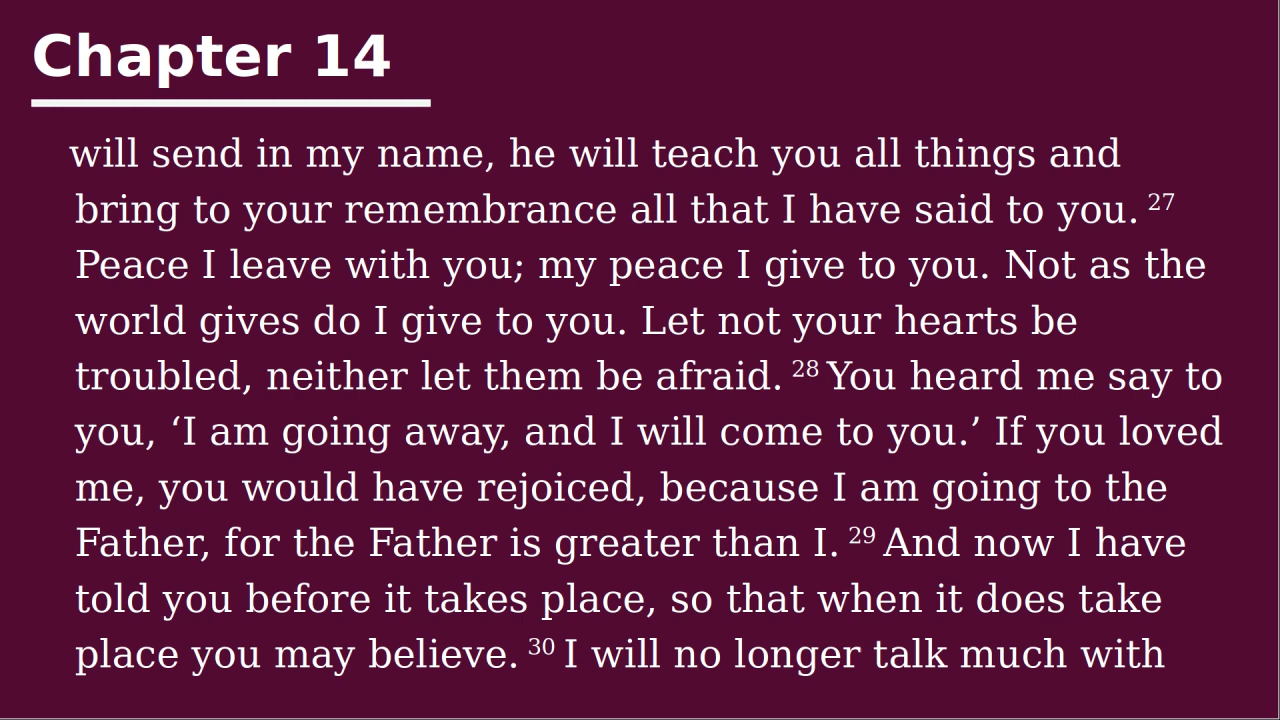 Chapter 14
will send in my name, he will teach you all things and
bring to your remembrance all that I have said to you. 27
Peace I leave with you; my peace I give to you. Not as the
world gives do I give to you. Let not your hearts be
troubled, neither let them be afraid. 28 You heard me say to
you, ‘I am going away, and I will come to you.’ If you loved
me, you would have rejoiced, because I am going to the
Father, for the Father is greater than I. 29 And now I have
told you before it takes place, so that when it does take
place you may believe. 30 I will no longer talk much with